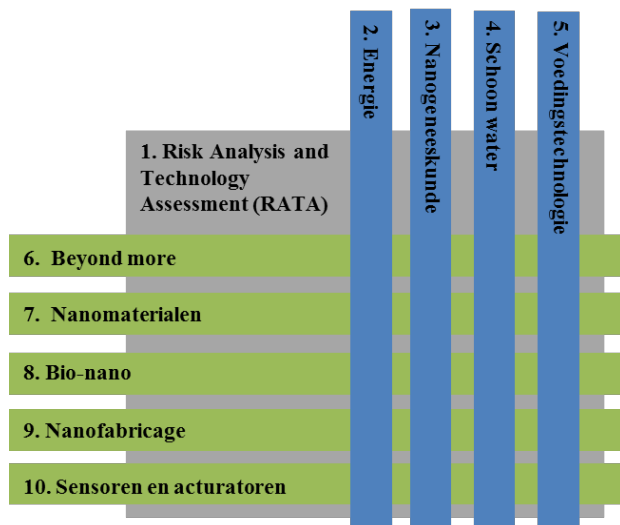 2. Energie
3. Nanogeneeskunde
4. Schoon water
5. Voedingstechnologie
1. Risk Analysis and
Technology
Assessment (RATA)
6. Beyond more
7. Nanomaterialen
8. Bio-nano
9. Nanofabricage
10. Sensoren en acturatoren